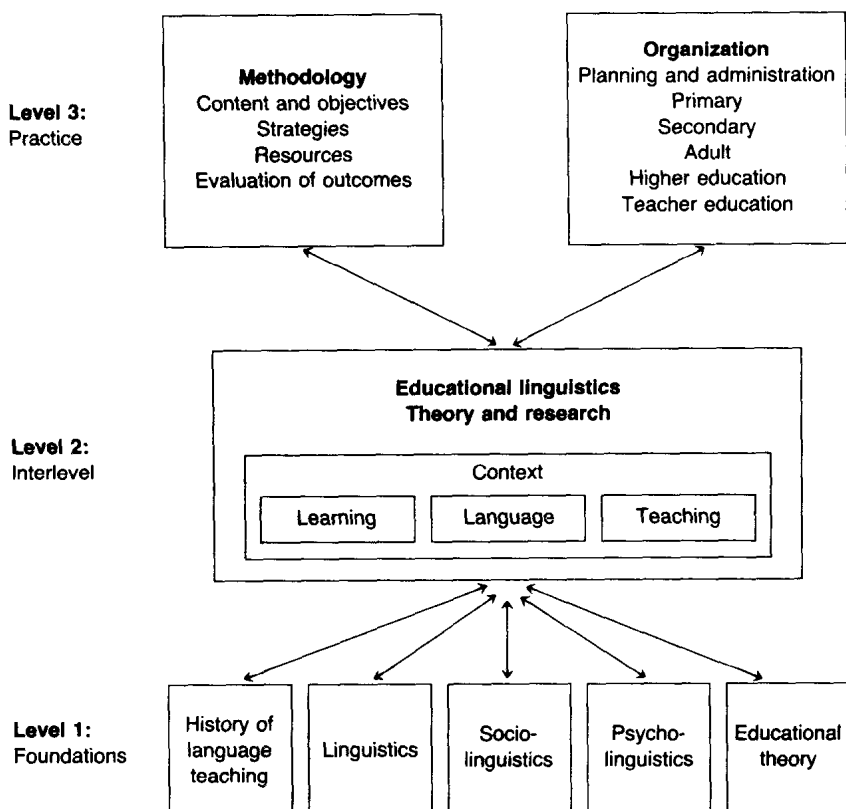 Level 3:
Practice
Methodology
Content and objectives
Strategies
Resources
Evaluation of outcomes
Organization
Planning and administration
Primary
Secondary
Adult
Higher education
Teacher education
Level 2:
Interlevel
Educational linguistics
Theory and research
Context
Learning
Language
Teaching
Level 1:
Foundations
History of
language
teaching
Linguistics
Socio-
linguistics
Psycho-
linguistics
Educational
theory